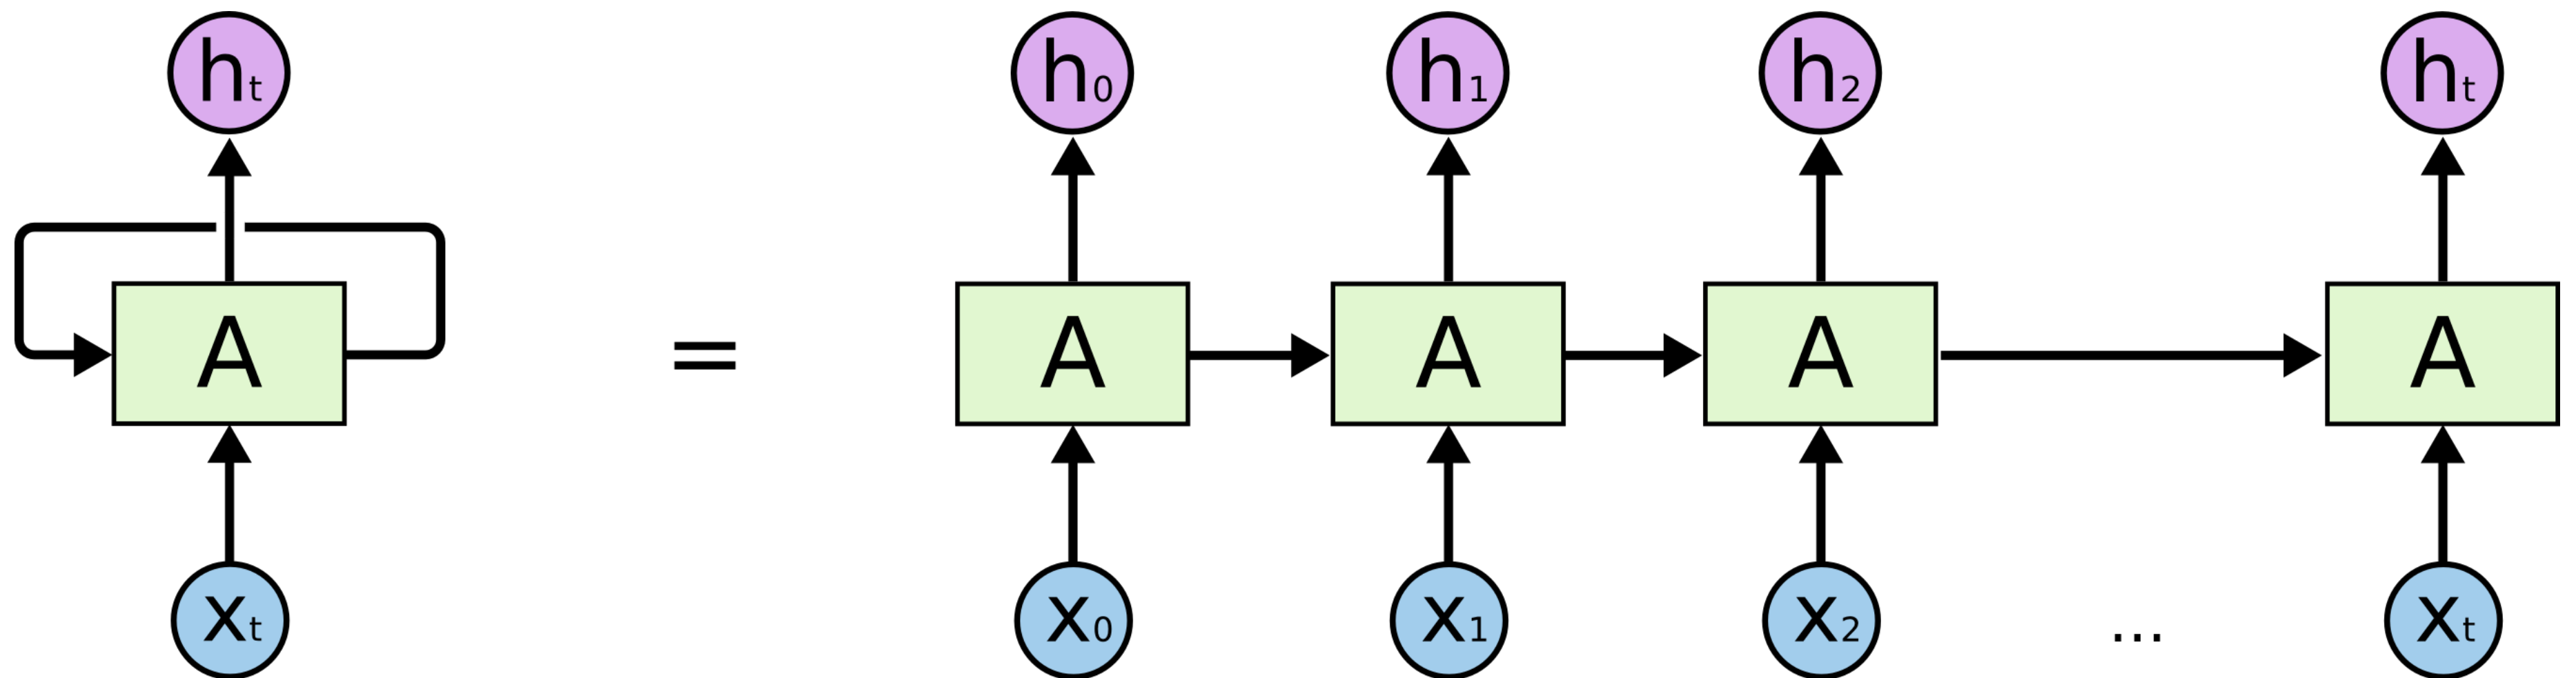 ht h0 h1 h2 ht
A = A A A A
xt x0 x1 x2 ... xt